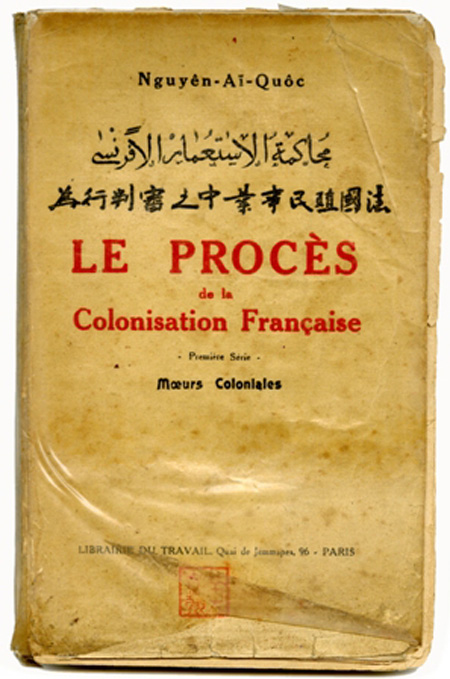 Nguyên-Aï-Quôc
محاكمة الاستعمار الافرنسي
法國殖民事業中之審判行為
LE PROCÈS
de la
Colonisation Française
- Première Série -
Mœurs Coloniales
LIBRAIRIE DU TRAVAIL, Quai de Jemmapes, 96 - PARIS